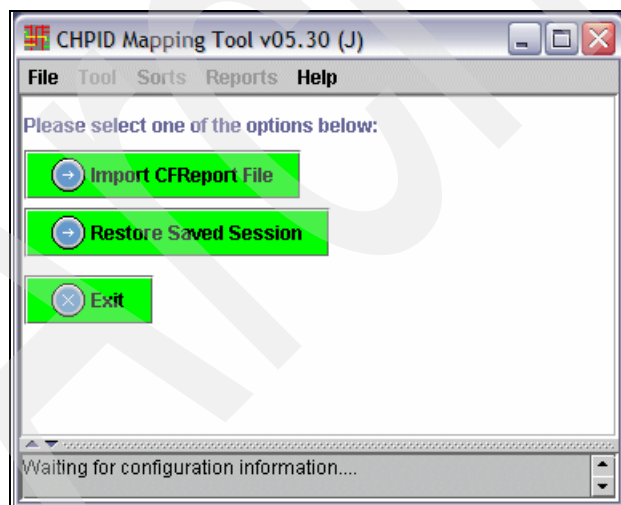 CHPID Mapping Tool v05.30 (J)
File Tool Sorts Reports Help
Please select one of the options below:
Import CFReport File
Restore Saved Session
Exit
Waiting for configuration information....